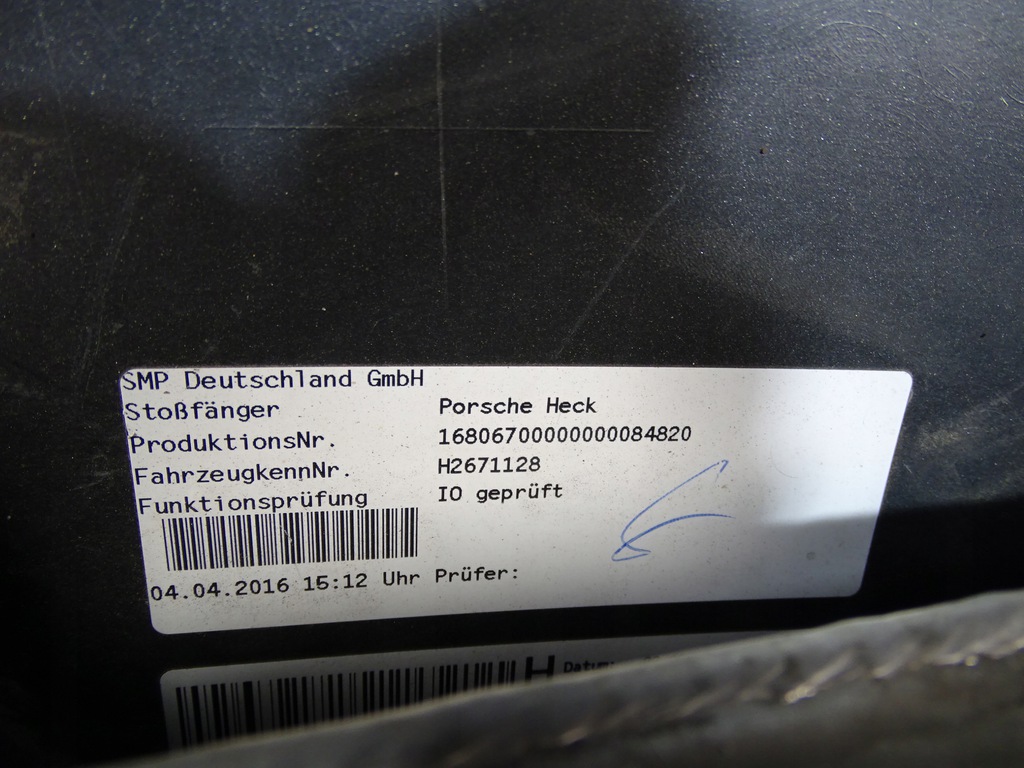 SMP Deutschland GmbH
Stoßfänger Porsche Heck
ProduktionsNr. 16806700000000084820
FahrzeugkennNr. H2671128
Funktionsprüfung IO geprüft
04.04.2016 15:12 Uhr Prüfer:
H Datum